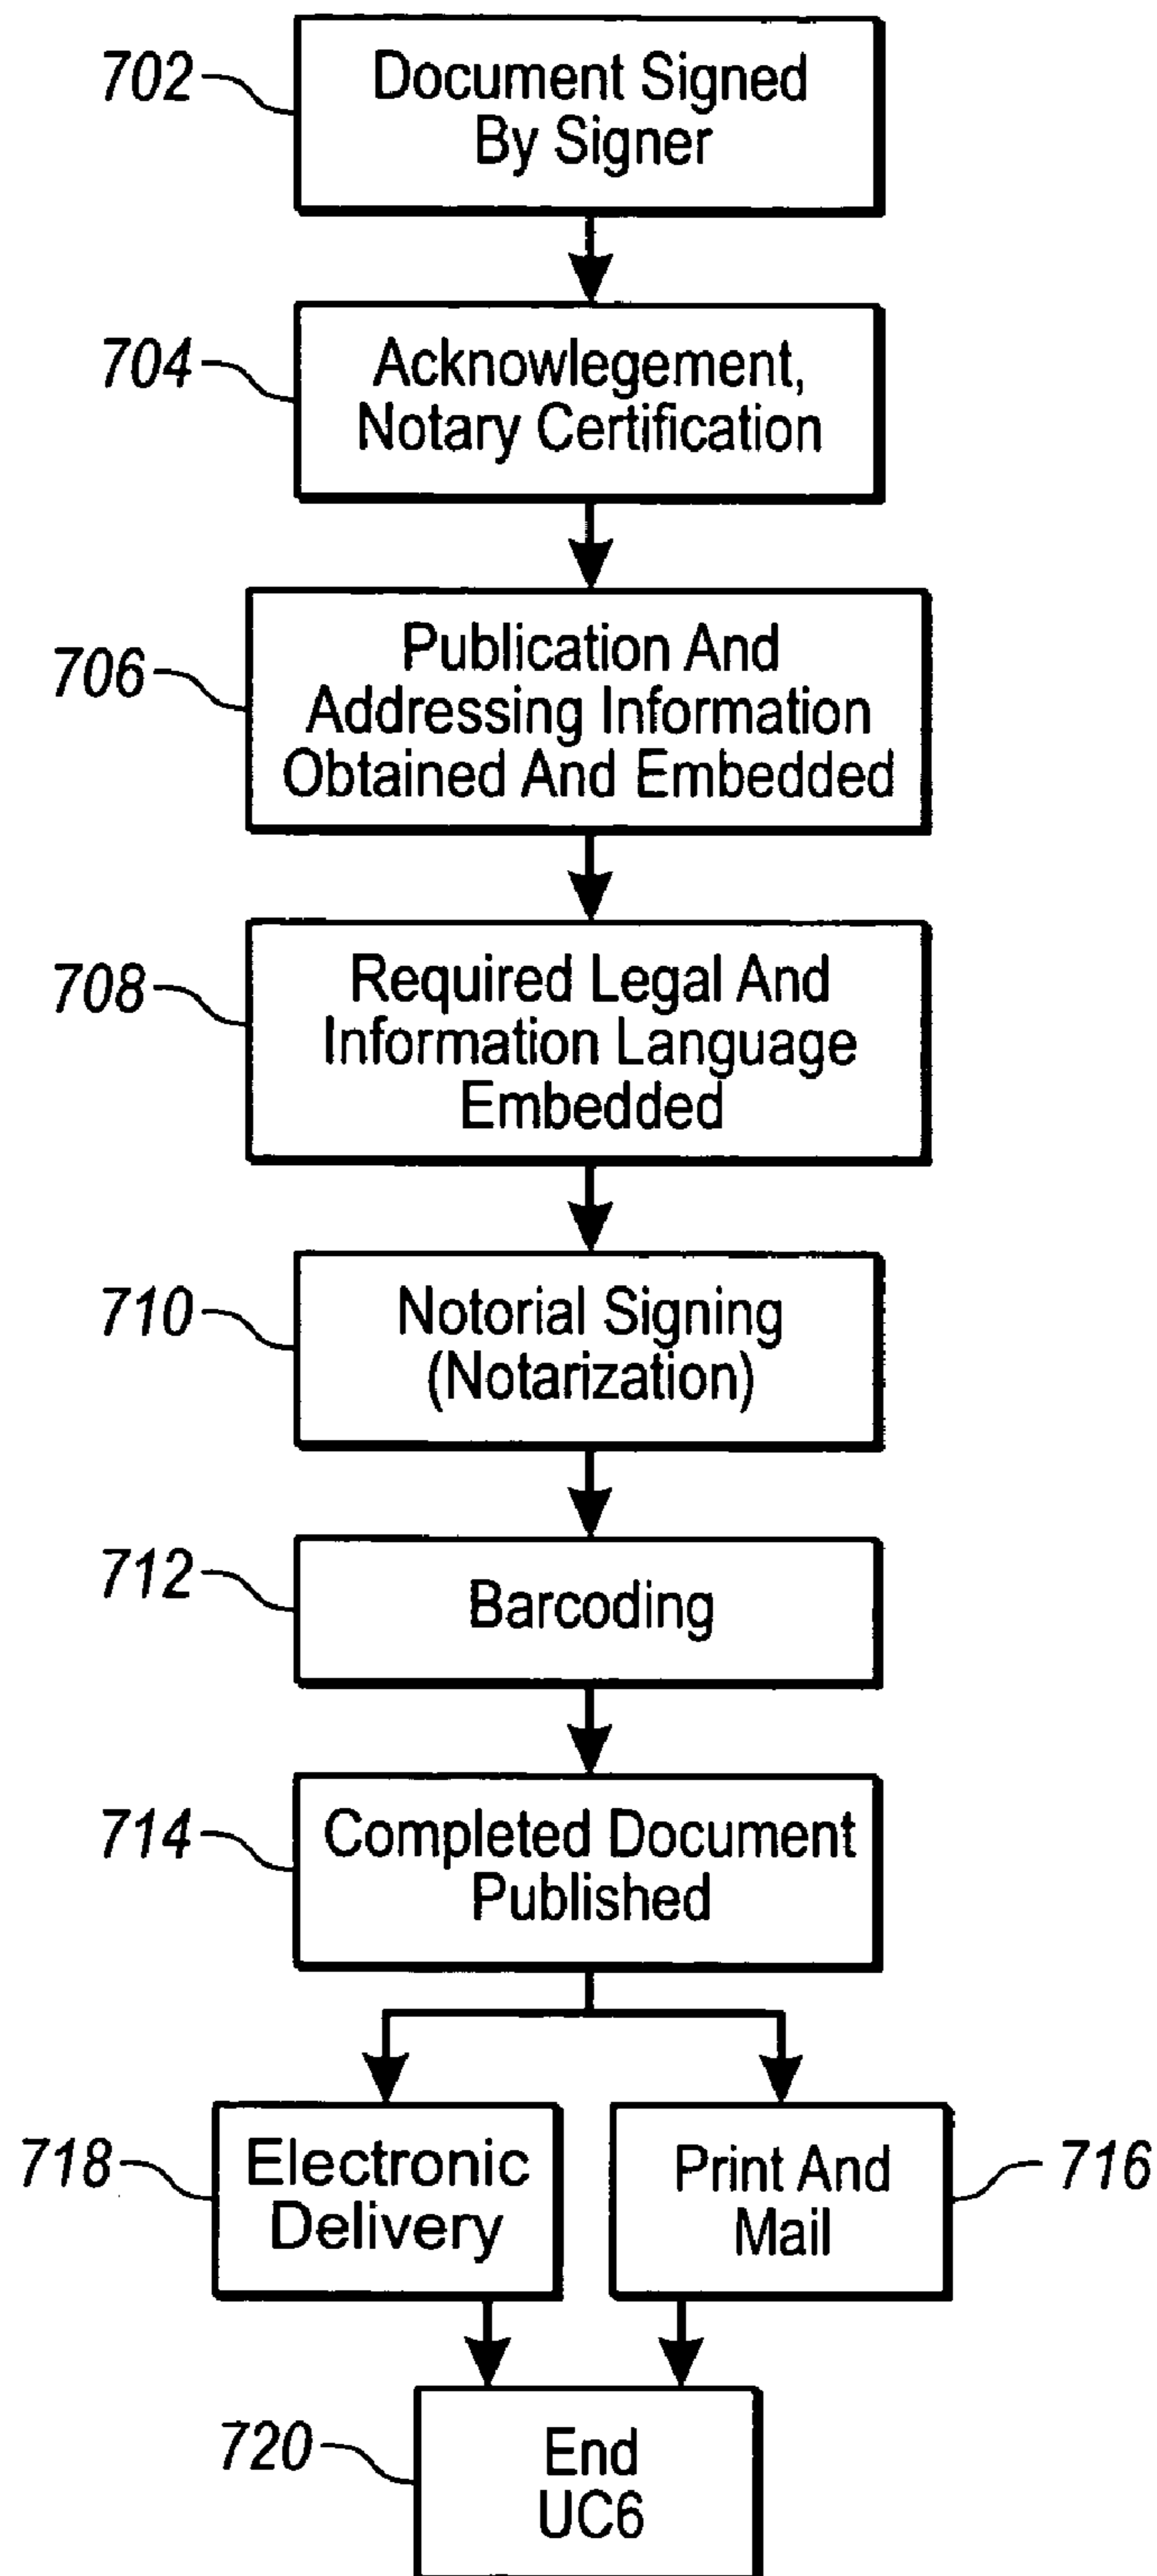 702
Document Signed
By Signer
704
Acknowlegement,
Notary Certification
706
Publication And
Addressing Information
Obtained And Embedded
708
Required Legal And
Information Language
Embedded
710
Notorial Signing
(Notarization)
712
Barcoding
714
Completed Document
Published
718
Electronic
Delivery
Print And
Mail
716
720
End
UC6